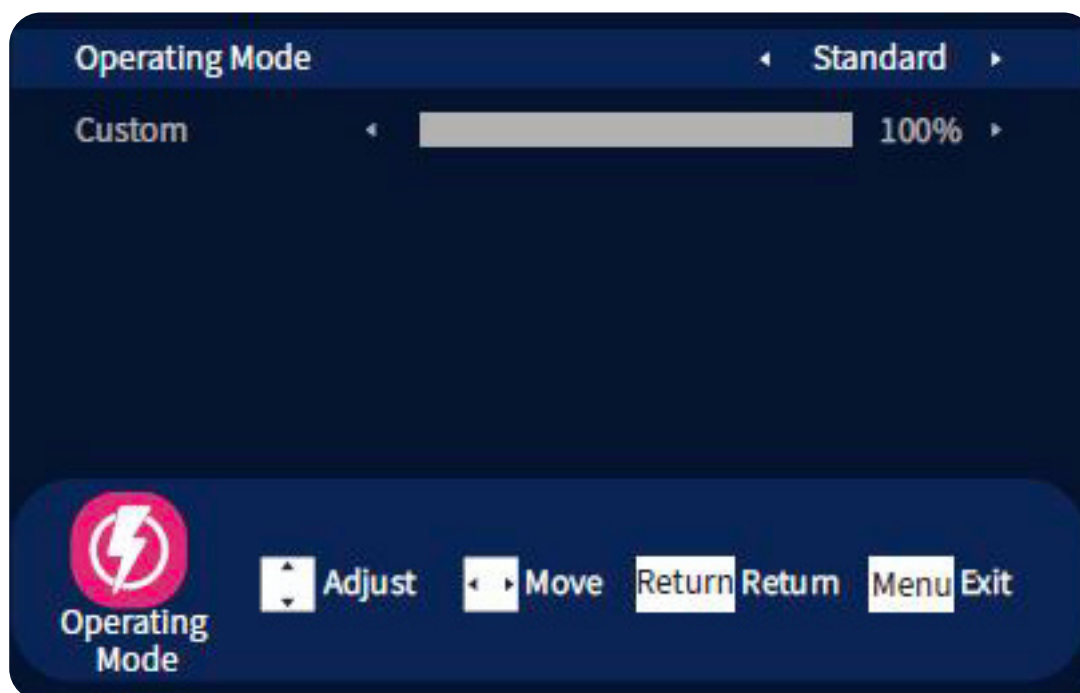 Operating Mode Standard
Custom 100%
Adjust Move Return Return Menu Exit
Operating
Mode